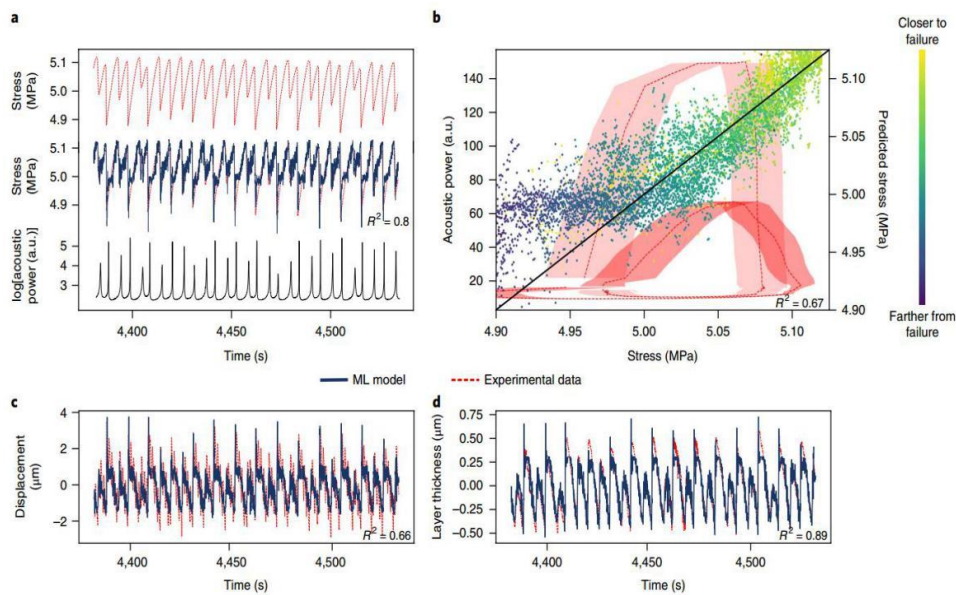 a
Stress
(MPa)
5.1
5.0
4.9
Stress
(MPa)
5.1
5.0
4.9
R² = 0.8
log[acoustic
power (a.u.)]
5
4
3
4,400
4,450
4,500
Time (s)
b
Acoustic power (a.u.)
140
120
100
80
60
40
20
5.10
5.05
5.00
4.95
4.90
Predicted stress (MPa)
R² = 0.67
4.90
4.95
5.00
5.05
5.10
Stress (MPa)
Closer to
failure
Farther from
failure
ML model
Experimental data
c
Displacement
(μm)
4
2
0
−2
R² = 0.66
4,400
4,450
4,500
Time (s)
d
Layer thickness (μm)
0.75
0.50
0.25
0.00
−0.25
−0.50
R² = 0.89
4,400
4,450
4,500
Time (s)